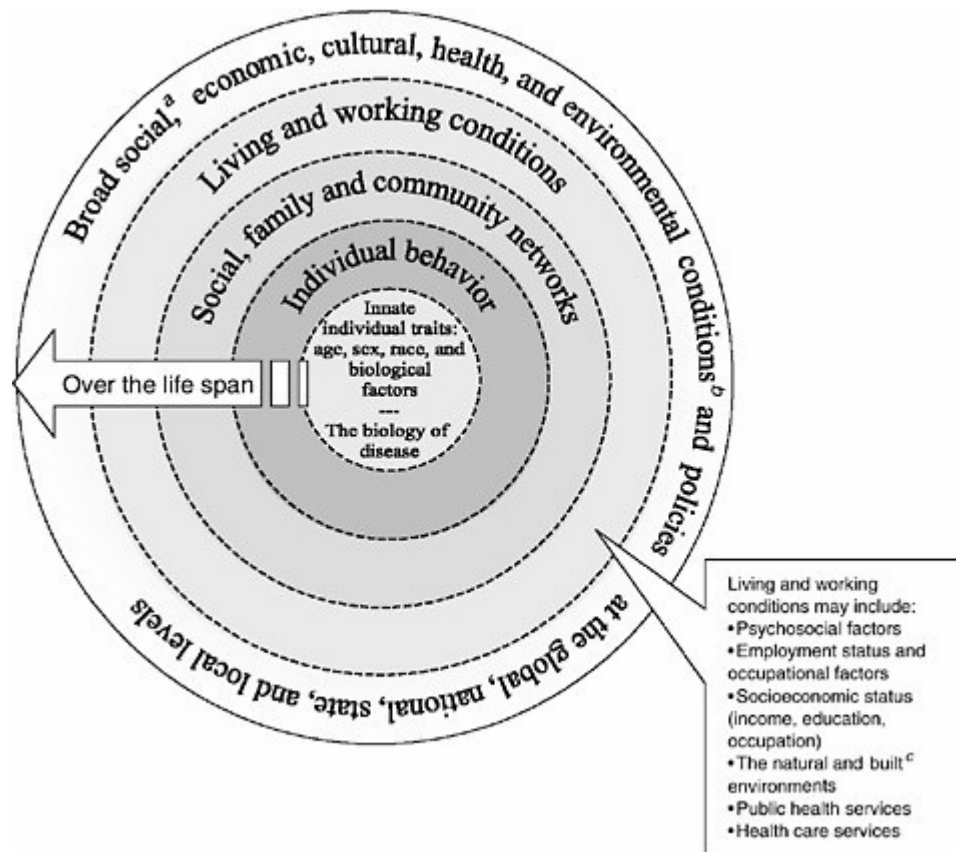 Broad social,a economic, cultural, health, and environmental conditionsb and policies
at the global, national, state, and local levels
Living and working conditions
Social, family and community networks
Individual behavior
Innate
individual traits:
age, sex, race, and
biological
factors
---
The biology of
disease
Over the life span
Living and working
conditions may include:
•Psychosocial factors
•Employment status and
occupational factors
•Socioeconomic status
(income, education,
occupation)
•The natural and builtc
environments
•Public health services
•Health care services